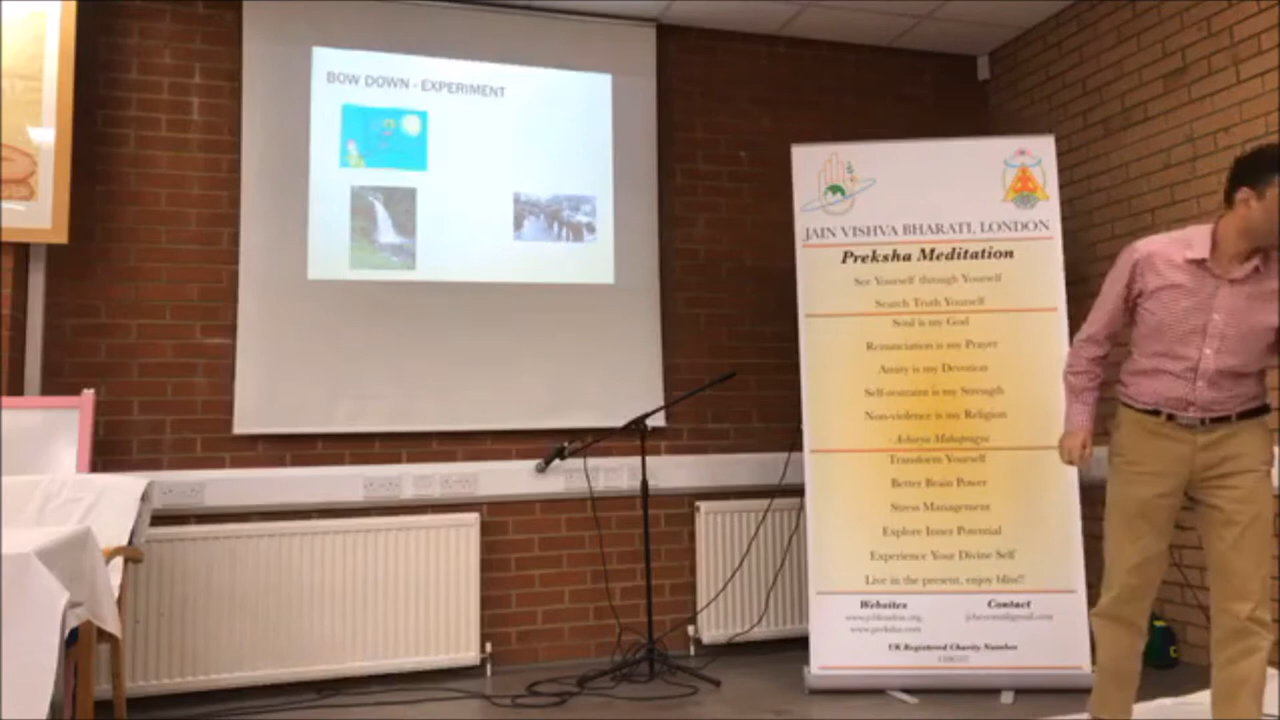 BOW DOWN - EXPERIMENT
JAIN VISHVA BHARATI, LONDON
Preksha Meditation
See Yourself through Yourself
Search Truth Yourself
Soul is my God
Renunciation is my Prayer
Amity is my Devotion
Self-restraint is my Strength
Non-violence is my Religion
- Acharya Mahapragya
Transform Yourself
Better Brain Power
Stress Management
Explore Inner Potential
Experience Your Divine Self
Live in the present, enjoy bliss!!
Websites Contact
www.preksha.com
UK Registered Charity Number